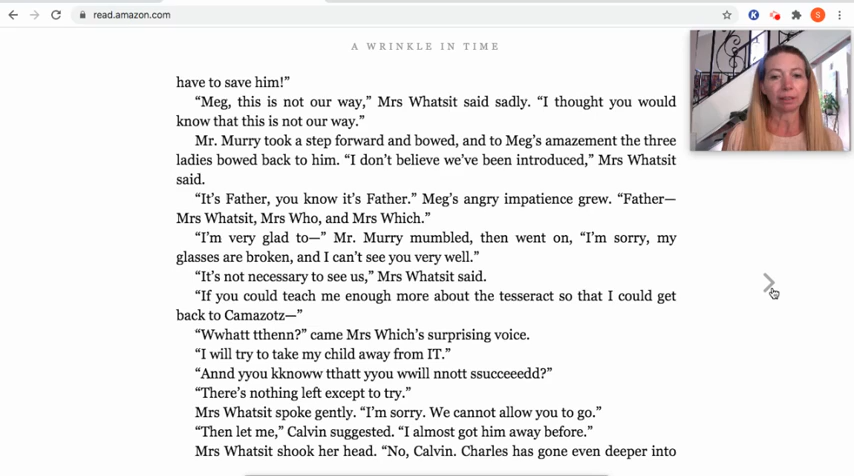 read.amazon.com
S
A WRINKLE IN TIME
have to save him!”
“Meg, this is not our way,” Mrs Whatsit said sadly. “I thought you would
know that this is not our way.”
Mr. Murry took a step forward and bowed, and to Meg’s amazement the three
ladies bowed back to him. “I don’t believe we’ve been introduced,” Mrs Whatsit
said.
“It’s Father, you know it’s Father.” Meg’s angry impatience grew. “Father—
Mrs Whatsit, Mrs Who, and Mrs Which.”
“I’m very glad to—” Mr. Murry mumbled, then went on, “I’m sorry, my
glasses are broken, and I can’t see you very well.”
“It’s not necessary to see us,” Mrs Whatsit said.
“If you could teach me enough more about the tesseract so that I could get
back to Camazotz—”
“Wwhatt tthenn?” came Mrs Which’s surprising voice.
“I will try to take my child away from IT.”
“Annd yyou kknoww tthatt yyou wwill nnott ssucceeedd?”
“There’s nothing left except to try.”
Mrs Whatsit spoke gently. “I’m sorry. We cannot allow you to go.”
“Then let me,” Calvin suggested. “I almost got him away before.”
Mrs Whatsit shook her head. “No, Calvin. Charles has gone even deeper into